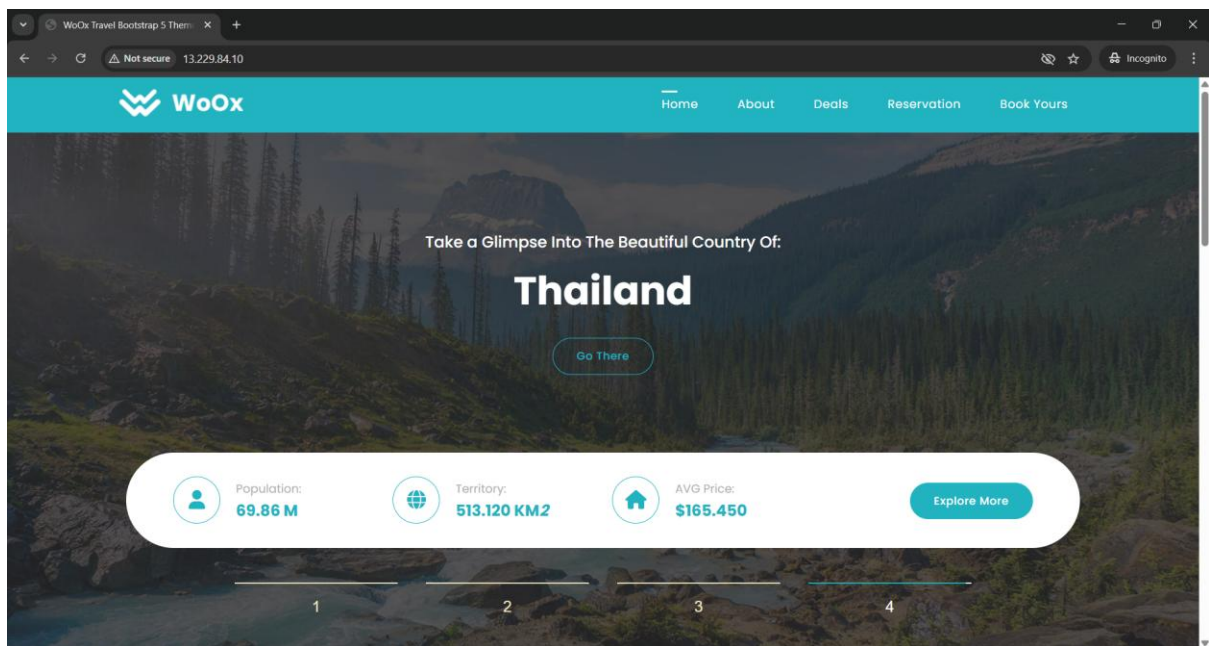 WoOx Travel Bootstrap 5 Them
Not secure 13.229.84.10
Incognito
WoOx
Home About Deals Reservation Book Yours
Take a Glimpse Into The Beautiful Country Of:
Thailand
Go There
Population:
69.86 M
Territory:
513.120 KM2
AVG Price:
$165.450
Explore More
1 2 3 4